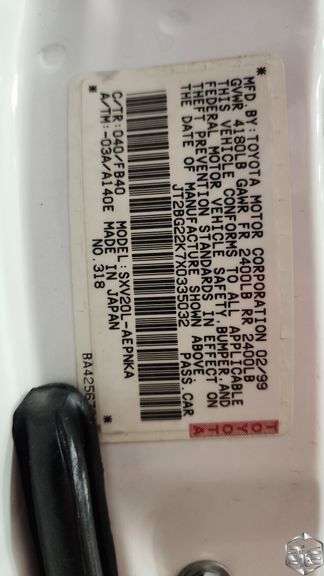 MFD. BY: TOYOTA MOTOR CORPORATION 02/99
GVWR 4180LB GAWR FR 2400LB RR 2400LB
THIS VEHICLE CONFORMS TO ALL APPLICABLE
FEDERAL MOTOR VEHICLE SAFETY, BUMPER, AND
THEFT PREVENTION STANDARDS IN EFFECT ON
THE DATE OF MANUFACTURE SHOWN ABOVE.
JT2BG22K7X0335032 PASS.CAR
C/TR:040/FB40 MODEL:SXV20L-AEPNKA
A/TM:-03A/A140E MADE IN JAPAN
NO.318
TOYOTA